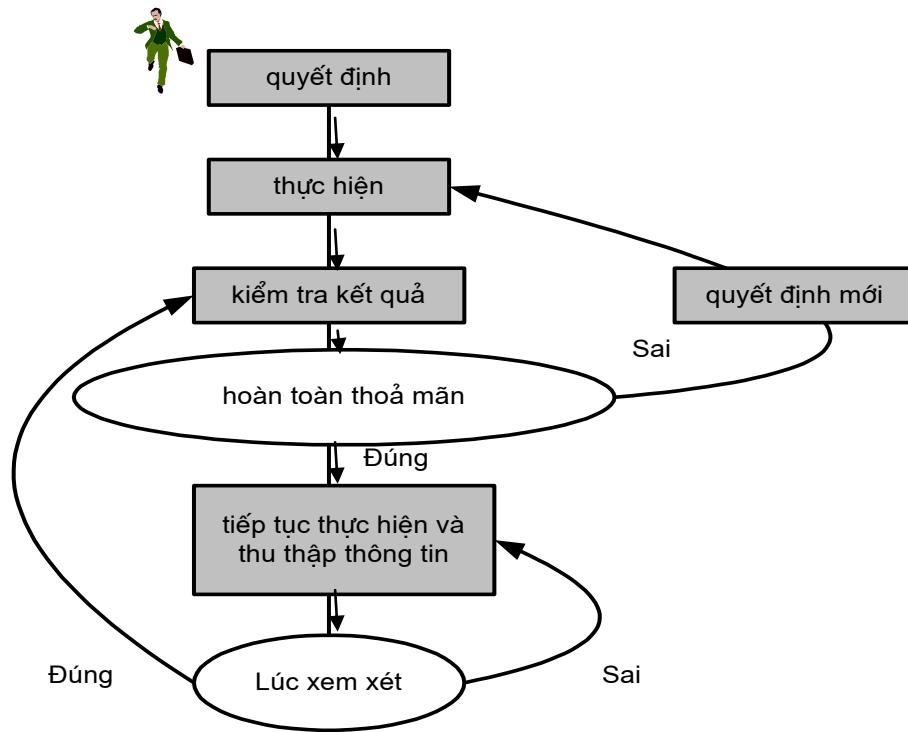 quyết định
thực hiện
kiểm tra kết quả
quyết định mới
Sai
hoàn toàn thoả mãn
Đúng
tiếp tục thực hiện và
thu thập thông tin
Đúng
Lúc xem xét
Sai